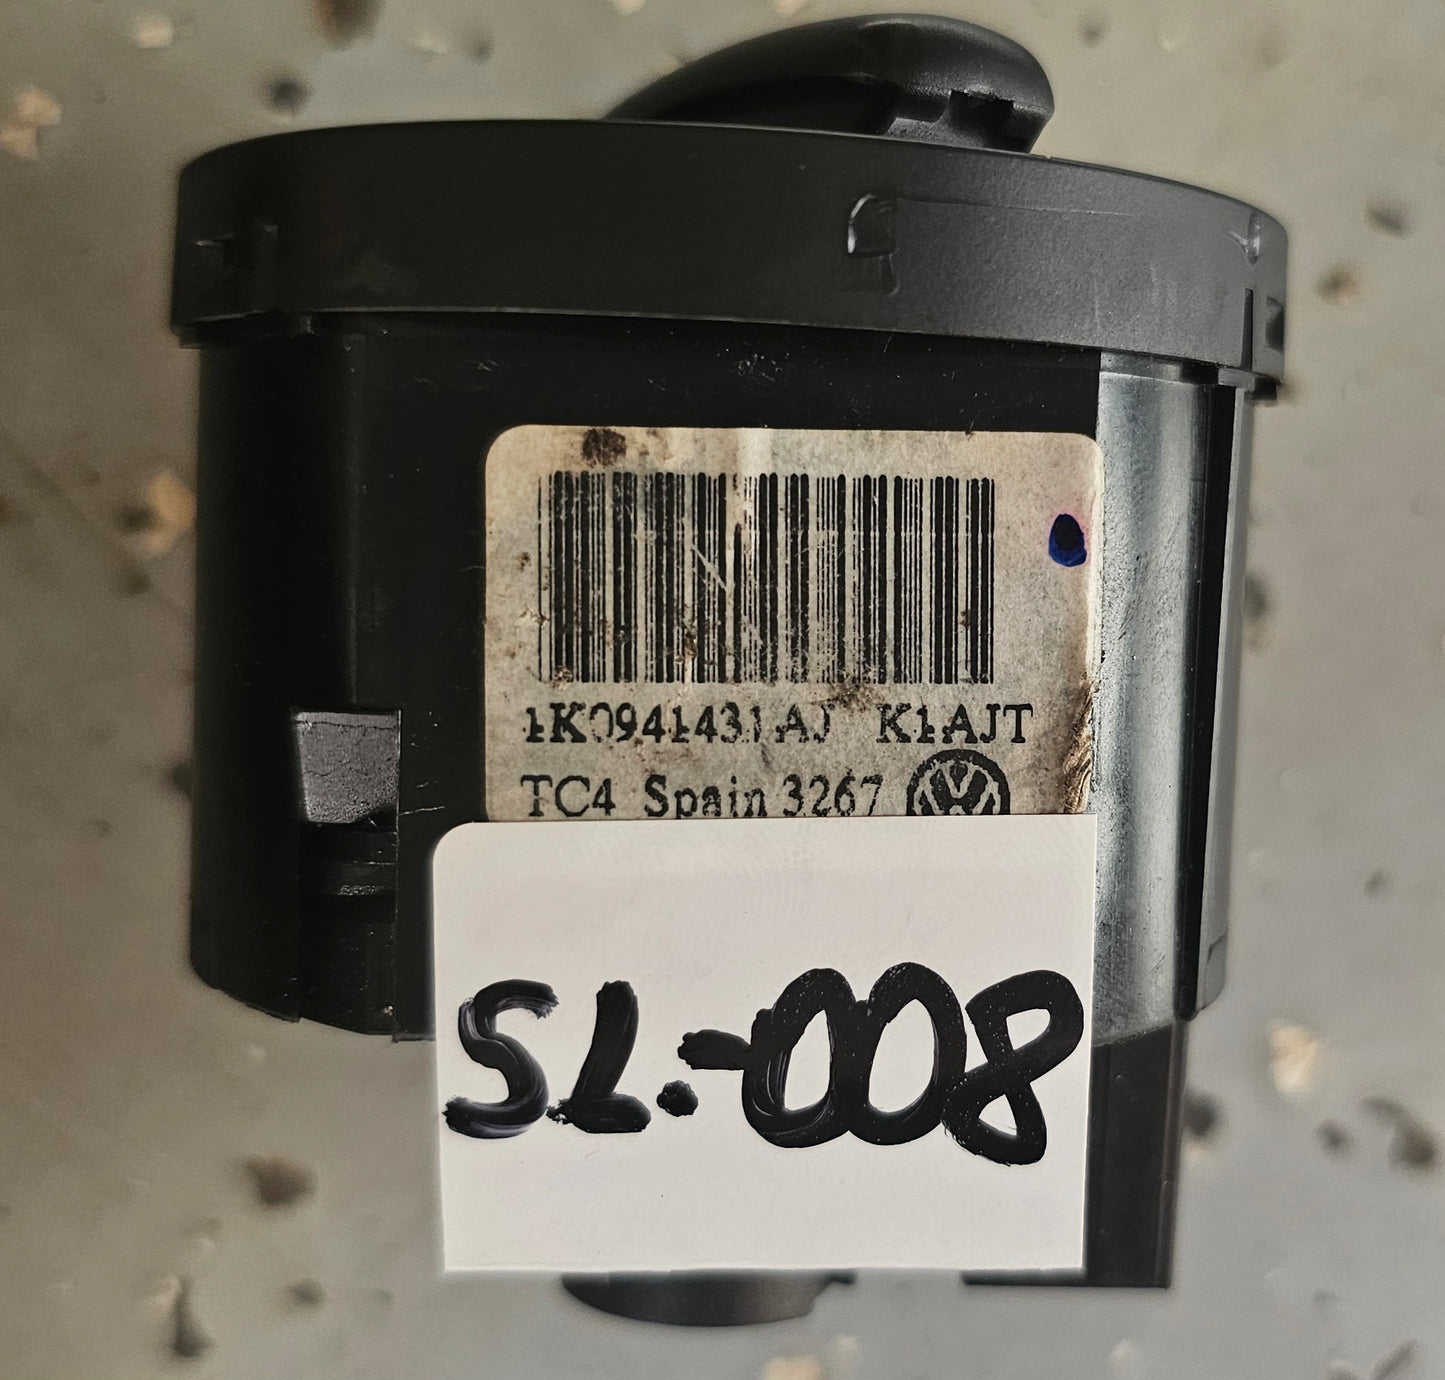 1K0941431AJ K1AJT
TC4 Spain 3267
SL.-008